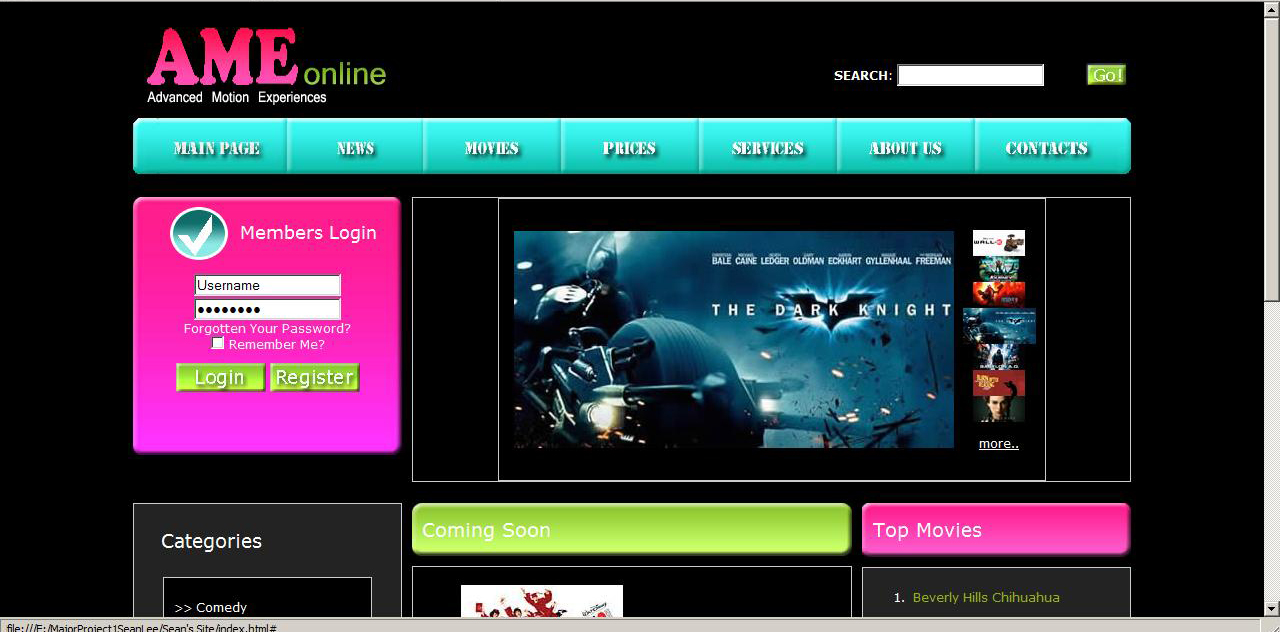 AME online
Advanced Motion Experiences
SEARCH:
Go!
MAIN PAGE
NEWS
MOVIES
PRICES
SERVICES
ABOUT US
CONTACTS
Members Login
Username
Forgotten Your Password?
Remember Me?
Login
Register
BALE CAINE LEDGER OLDMAN ECKHART GYLLENHAAL FREEMAN
THE DARK KNIGHT
WALL·E
BABYLON A.D.
more..
Categories
>> Comedy
Coming Soon
Top Movies
1. Beverly Hills Chihuahua
file:///E:/MajorProject1SeanLee/Sean's Site/index.html#